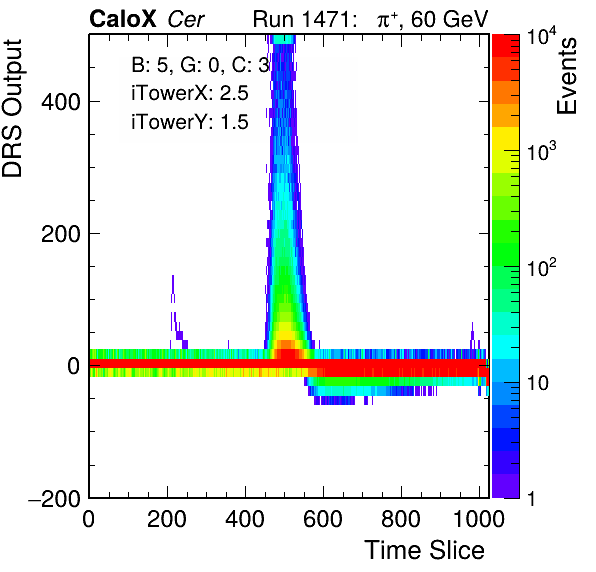 CaloX Cer Run 1471: π⁺, 60 GeV
B: 5, G: 0, C: 3
iTowerX: 2.5
iTowerY: 1.5
DRS Output
400
200
0
−200
0 200 400 600 800 1000
Time Slice
Events
10⁴
10³
10²
10
1